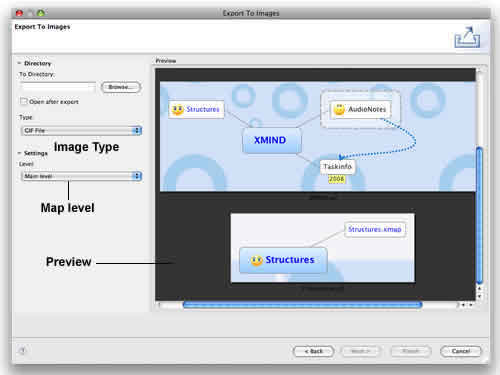 Export To Images
Export To Images
Directory
To Directory:
Browse...
Open after export
Type:
GIF File
Image Type
Settings
Level:
Main level
Map level
Preview
Preview
Structures
AudioNotes
XMIND
Taskinfo
2008
Structures.xmap
Structures
? < Back Next > Finish Cancel